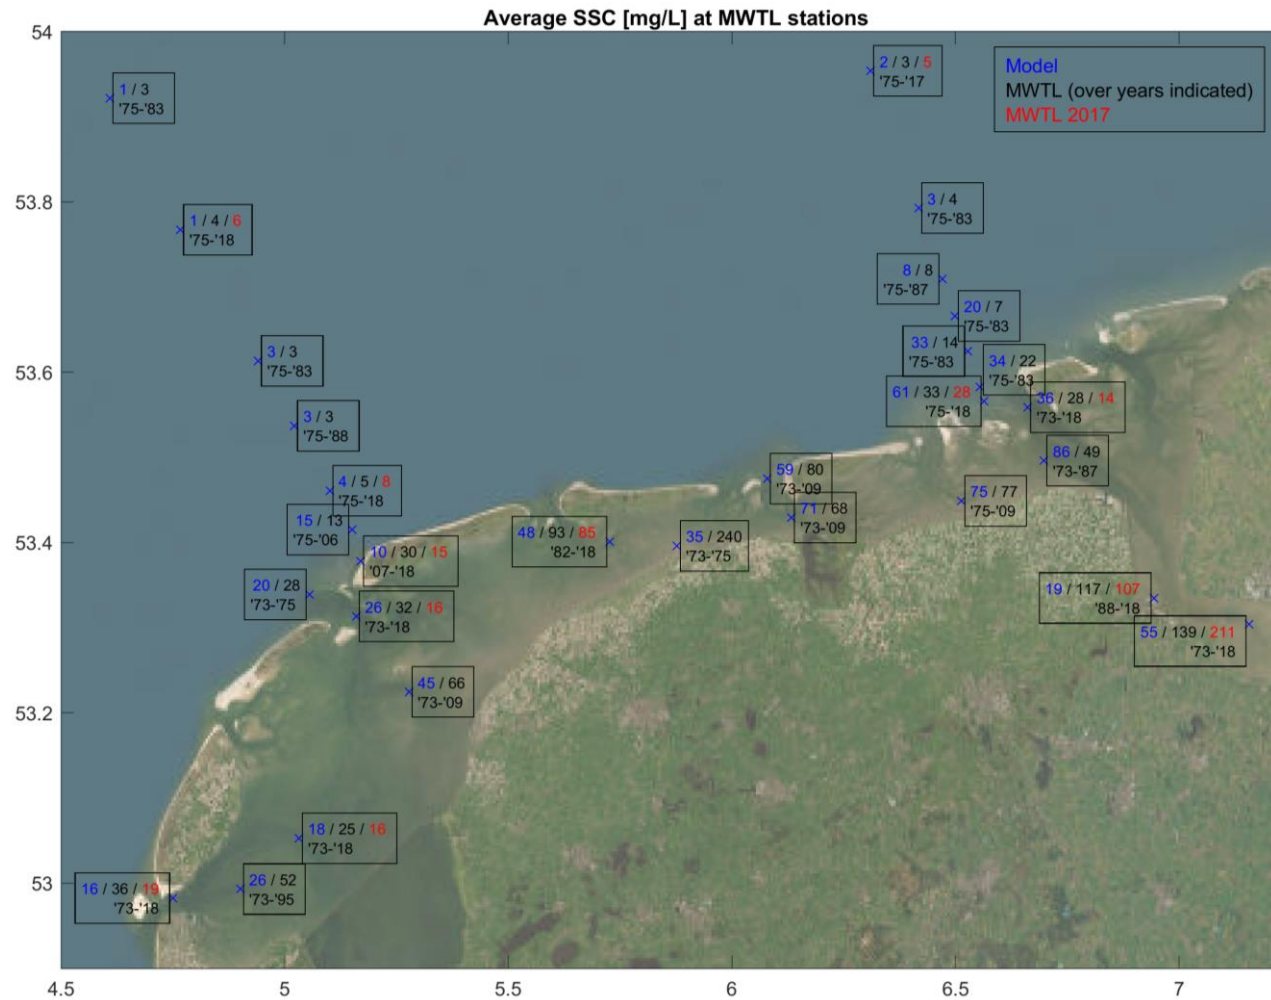 Average SSC [mg/L] at MWTL stations
54
53.8
53.6
53.4
53.2
53
4.5
5
5.5
6
6.5
7
Model
MWTL (over years indicated)
MWTL 2017
1 / 3
'75-'83
2 / 3 / 5
'75-'17
1 / 4 / 6
'75-'18
3 / 4
'75-'83
8 / 8
'75-'87
20 / 7
'75-'83
33 / 14
'75-'83
3 / 3
'75-'83
34 / 22
'75-'83
61 / 33 / 28
'75-'18
36 / 28 / 14
'73-'18
3 / 3
'75-'88
86 / 49
'73-'87
59 / 80
'73-'09
4 / 5 / 8
'75-'18
75 / 77
'75-'09
71 / 68
'73-'09
15 / 13
'75-'06
48 / 93 / 85
'82-'18
35 / 240
'73-'75
10 / 30 / 15
'07-'18
20 / 28
'73-'75
26 / 32 / 16
'73-'18
19 / 117 / 107
'88-'18
55 / 139 / 211
'73-'18
45 / 66
'73-'09
18 / 25 / 16
'73-'18
26 / 52
'73-'95
16 / 36 / 19
'73-'18